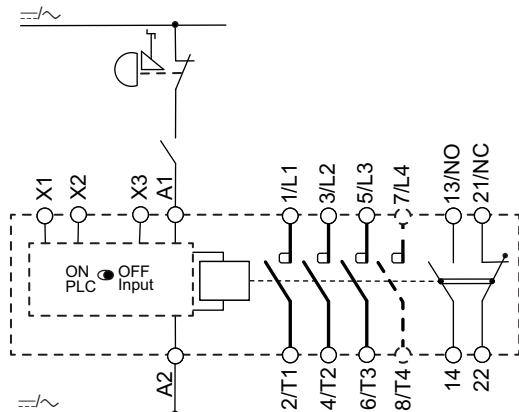 X1
X2
X3
A1
1/L1
3/L2
5/L3
7/L4
13/NO
21/NC
ON OFF
PLC Input
A2
2/T1
4/T2
6/T3
8/T4
14
22